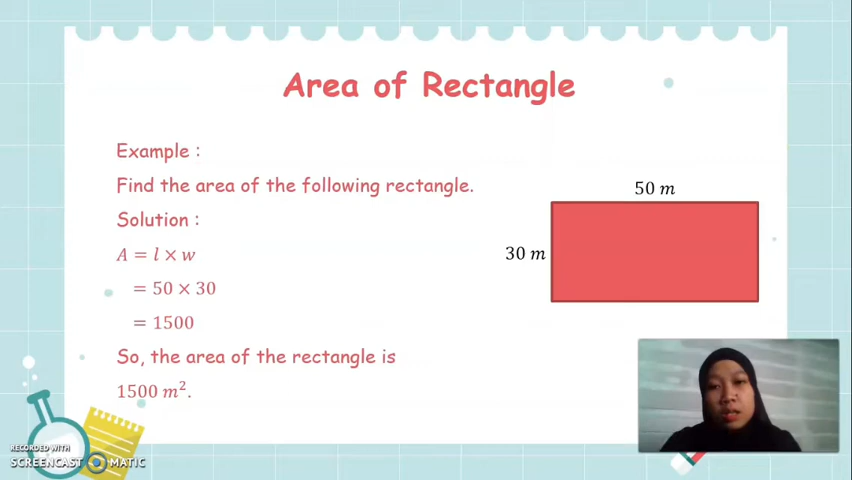 Area of Rectangle
Example :
Find the area of the following rectangle.
Solution :
A = l × w
= 50 × 30
= 1500
So, the area of the rectangle is
1500 m².
50 m
30 m
RECORDED WITH
SCREENCAST MATIC